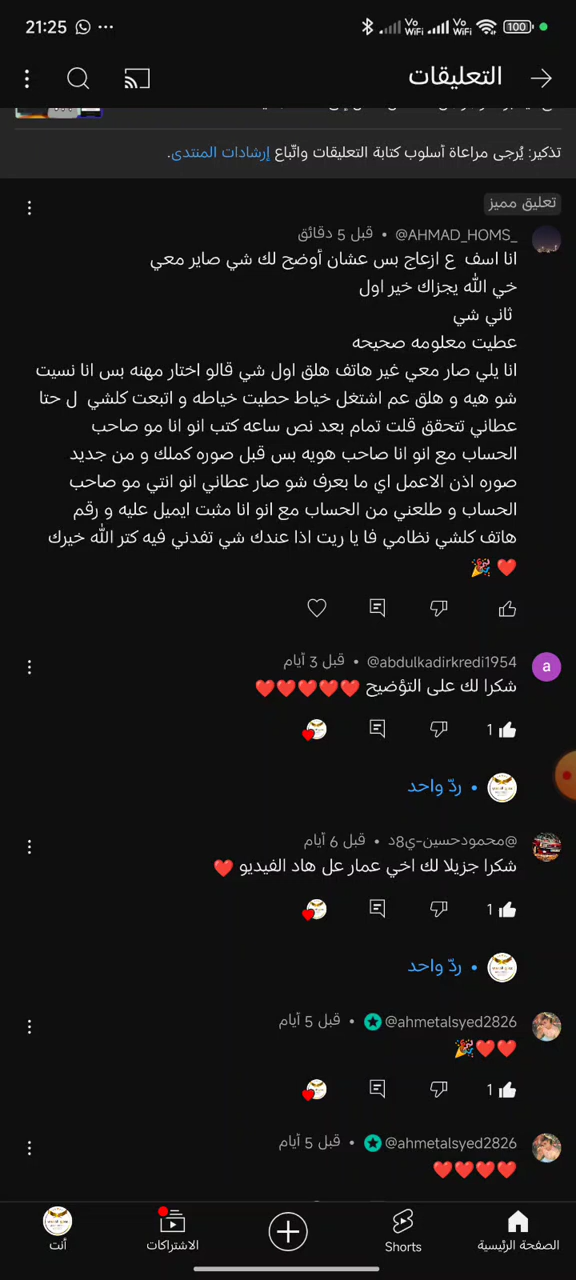 21:25
Vo WiFi
Vo WiFi
100
التعليقات
تذكير: يُرجى مراعاة أسلوب كتابة التعليقات واتّباع إرشادات المنتدى.
تعليق مميز
@AHMAD_HOMS_ • قبل 5 دقائق
انا اسف ع ازعاج بس عشان أوضح لك شي صاير معي
خي الله يجزاك خير اول
ثاني شي
عطيت معلومه صحيحه
انا يلي صار معي غير هاتف هلق اول شي قالو اختار مهنه بس انا نسيت
شو هيه و هلق عم اشتغل خياط حطيت خياطه و اتبعت كلشي ل حتا
عطاني تتحقق قلت تمام بعد نص ساعه كتب انو انا مو صاحب
الحساب مع انو انا صاحب هويه بس قبل صوره كملك و من جديد
صوره اذن الاعمل اي ما بعرف شو صار عطاني انو انتي مو صاحب
الحساب و طلعني من الحساب مع انو انا مثبت ايميل عليه و رقم
هاتف كلشي نظامي فا يا ريت اذا عندك شي تفدني فيه كتر الله خيرك
❤️ 🎉
@abdulkadirkredi1954 • قبل 3 أيام
شكرا لك على التؤضيح ❤️❤️❤️❤️❤️
1
ردّ واحد
@محمودحسين-ي8د • قبل 6 أيام
شكرا جزيلا لك اخي عمار عل هاد الفيديو ❤️
1
ردّ واحد
@ahmetalsyed2826 • قبل 5 أيام
❤️❤️🎉
1
@ahmetalsyed2826 • قبل 5 أيام
❤️❤️❤️❤️
الصفحة الرئيسية
Shorts
الاشتراكات
أنت